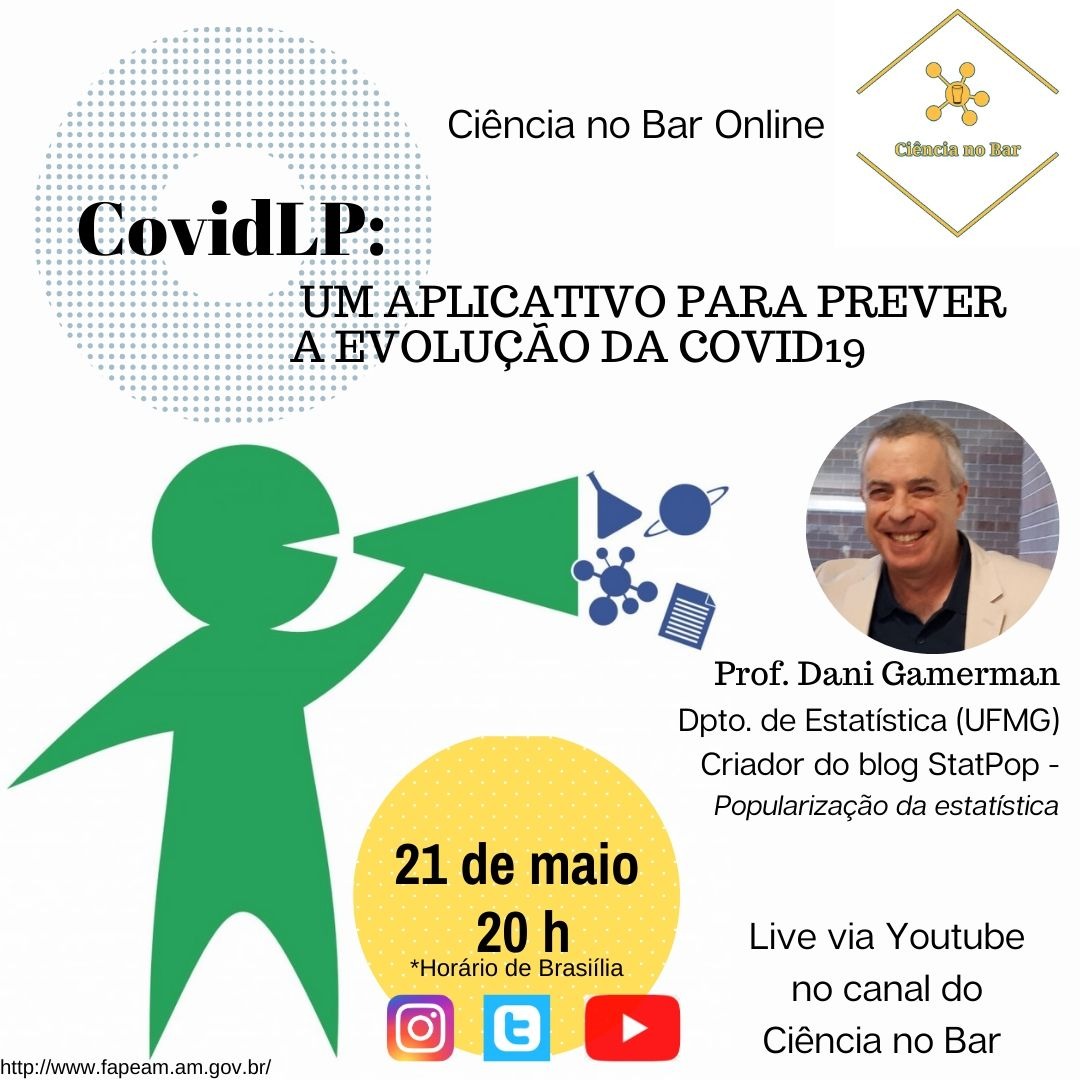 Ciência no Bar Online
Ciência no Bar
CovidLP:
UM APLICATIVO PARA PREVER
A EVOLUÇÃO DA COVID19
Prof. Dani Gamerman
Dpto. de Estatística (UFMG)
Criador do blog StatPop -
Popularização da estatística
21 de maio
20 h
*Horário de Brasiília
Live via Youtube
no canal do
Ciência no Bar
http://www.fapeam.am.gov.br/